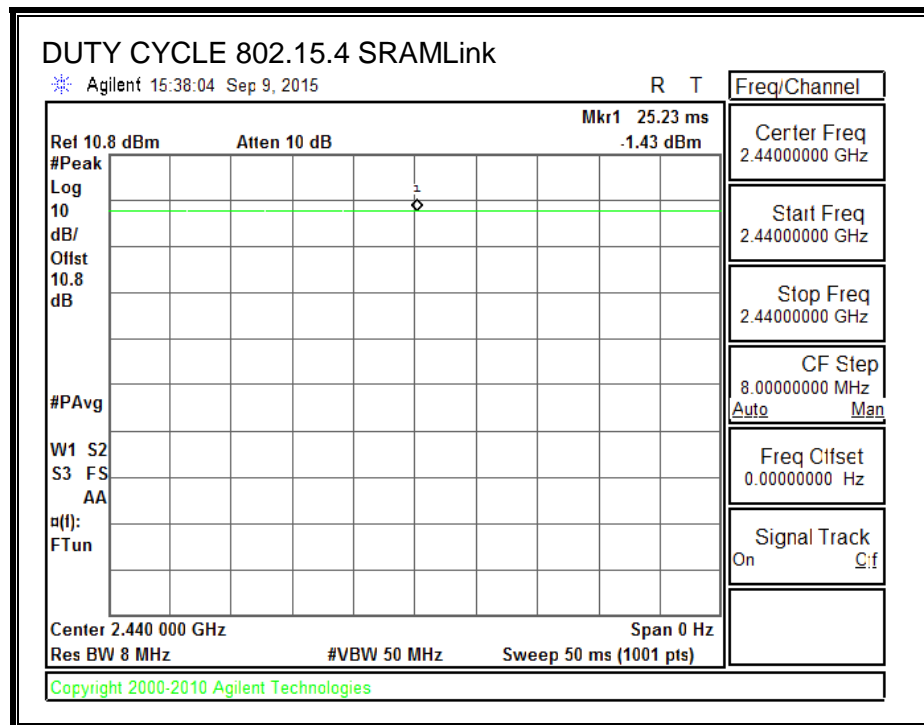 DUTY CYCLE 802.15.4 SRAMLink
Agilent 15:38:04 Sep 9, 2015
R T
Freq/Channel
Mkr1 25.23 ms
Ref 10.8 dBm
Atten 10 dB
-1.43 dBm
#Peak
Log
10
dB/
Offst
10.8
dB
1
#PAvg
W1 S2
S3 FS
AA
¤(f):
FTun
Center 2.440 000 GHz
Span 0 Hz
Res BW 8 MHz
#VBW 50 MHz
Sweep 50 ms (1001 pts)
Center Freq
2.44000000 GHz
Start Freq
2.44000000 GHz
Stop Freq
2.44000000 GHz
CF Step
8.00000000 MHz
Auto Man
Freq Offset
0.00000000 Hz
Signal Track
On Off
Copyright 2000-2010 Agilent Technologies